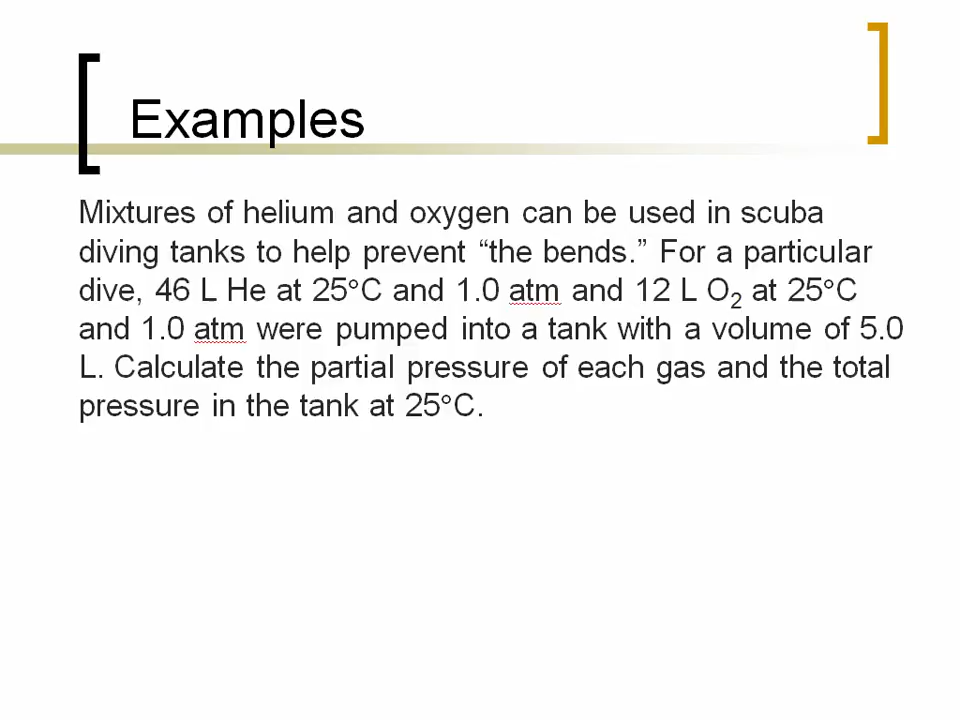 Examples
Mixtures of helium and oxygen can be used in scuba
diving tanks to help prevent “the bends.” For a particular
dive, 46 L He at 25°C and 1.0 atm and 12 L O₂ at 25°C
and 1.0 atm were pumped into a tank with a volume of 5.0
L. Calculate the partial pressure of each gas and the total
pressure in the tank at 25°C.